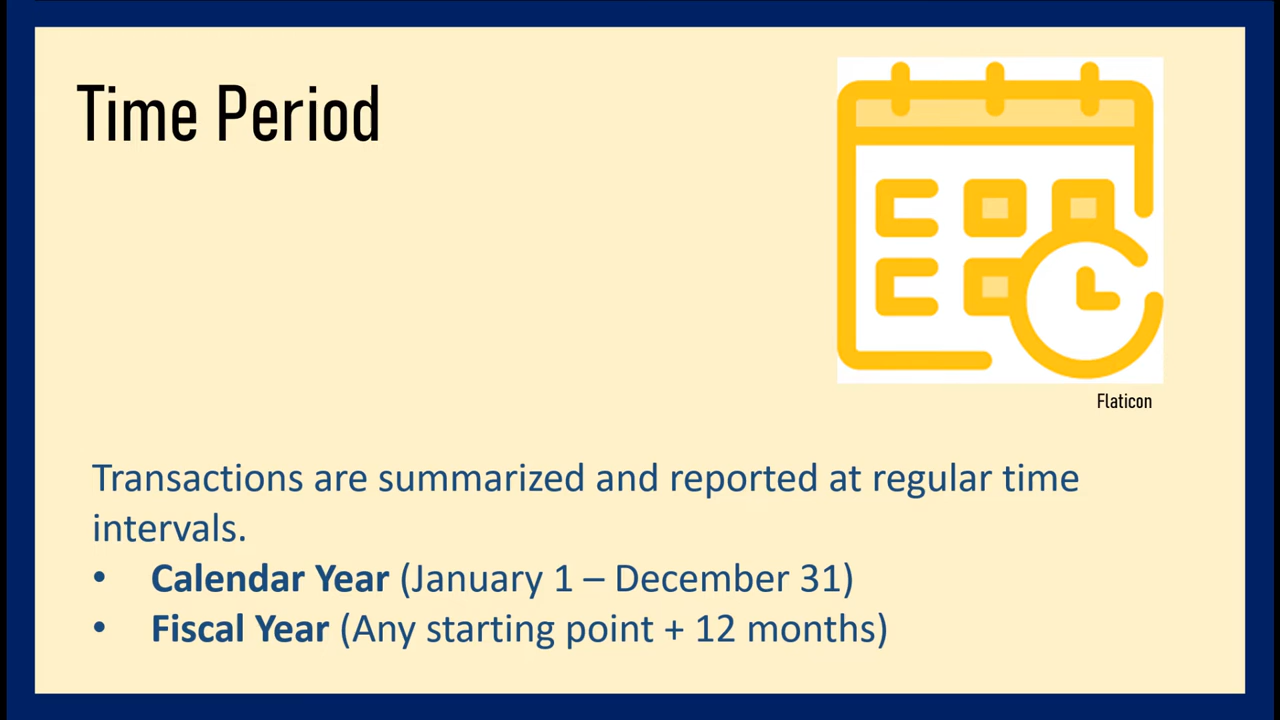 Time Period
Flaticon
Transactions are summarized and reported at regular time
intervals.
• Calendar Year (January 1 – December 31)
• Fiscal Year (Any starting point + 12 months)